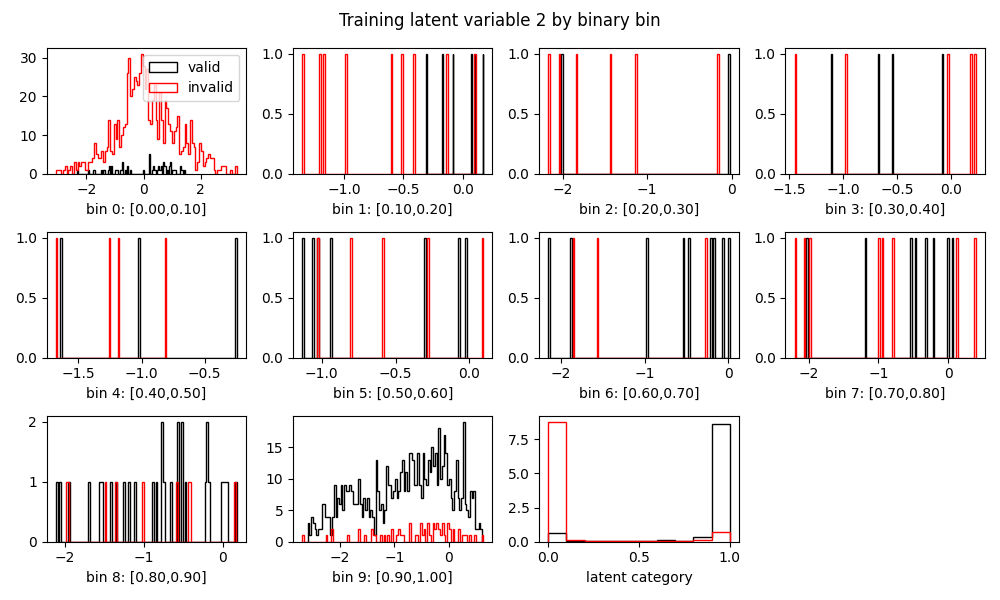 Training latent variable 2 by binary bin
30
20
10
0
−2 0 2
valid
invalid
bin 0: [0.00,0.10]
1.0
0.5
0.0
−1.0 −0.5 0.0
bin 1: [0.10,0.20]
1.0
0.5
0.0
−2 −1 0
bin 2: [0.20,0.30]
1.0
0.5
0.0
−1.5 −1.0 −0.5 0.0
bin 3: [0.30,0.40]
1.0
0.5
0.0
−1.5 −1.0 −0.5
bin 4: [0.40,0.50]
1.0
0.5
0.0
−1.0 −0.5 0.0
bin 5: [0.50,0.60]
1.0
0.5
0.0
−2 −1 0
bin 6: [0.60,0.70]
1.0
0.5
0.0
−2 −1 0
bin 7: [0.70,0.80]
2
1
0
−2 −1 0
bin 8: [0.80,0.90]
15
10
5
0
−2 −1 0
bin 9: [0.90,1.00]
7.5
5.0
2.5
0.0
0.0 0.5 1.0
latent category